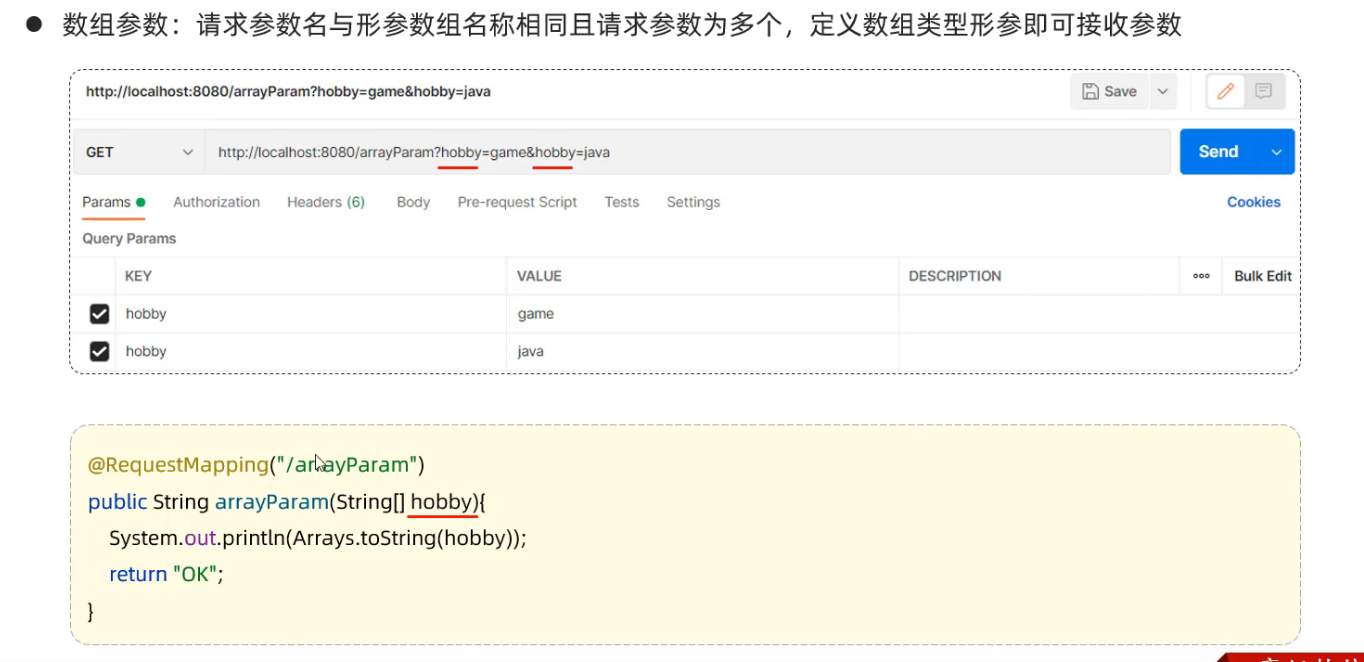 ● 数组参数：请求参数名与形参数组名称相同且请求参数为多个，定义数组类型形参即可接收参数
http://localhost:8080/arrayParam?hobby=game&hobby=java Save
GET http://localhost:8080/arrayParam?hobby=game&hobby=java Send
Params Authorization Headers (6) Body Pre-request Script Tests Settings Cookies
Query Params
KEY VALUE DESCRIPTION ooo Bulk Edit
hobby game
hobby java
@RequestMapping("/arrayParam")
public String arrayParam(String[] hobby){
System.out.println(Arrays.toString(hobby));
return "OK";
}